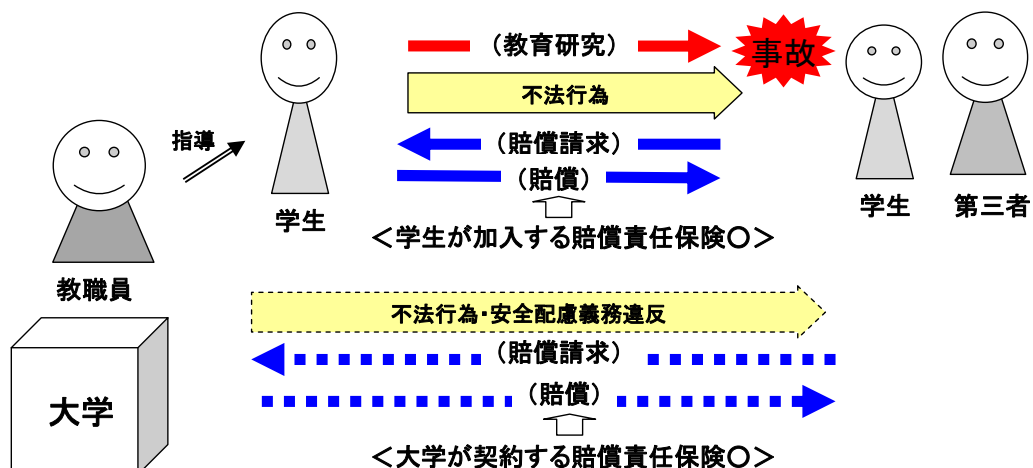 （教育研究）
事故
不法行為
指導
（賠償請求）
（賠償）
学生
学生
第三者
＜学生が加入する賠償責任保険○＞
教職員
不法行為・安全配慮義務違反
（賠償請求）
大学
（賠償）
＜大学が契約する賠償責任保険○＞